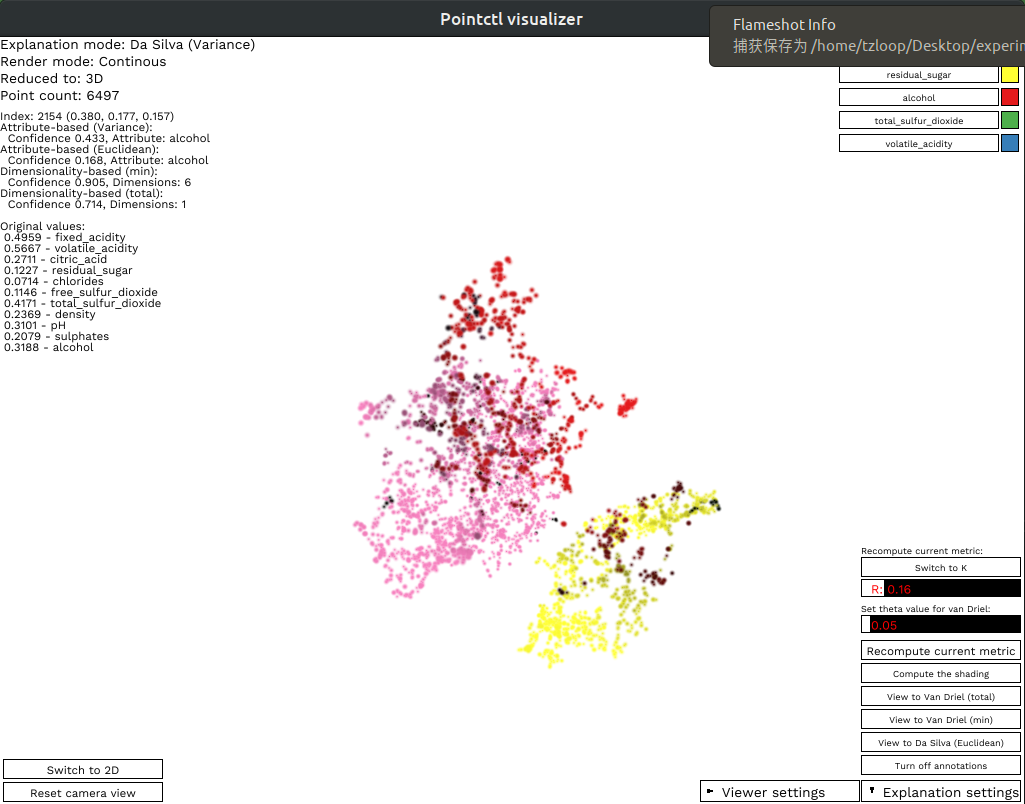 Pointctl visualizer
Flameshot Info
捕获保存为 /home/tzloop/Desktop/experim
Explanation mode: Da Silva (Variance)
Render mode: Continous
Reduced to: 3D
Point count: 6497
Index: 2154 (0.380, 0.177, 0.157)
Attribute-based (Variance):
Confidence 0.433, Attribute: alcohol
Attribute-based (Euclidean):
Confidence 0.168, Attribute: alcohol
Dimensionality-based (min):
Confidence 0.905, Dimensions: 6
Dimensionality-based (total):
Confidence 0.714, Dimensions: 1
Original values:
0.4959 - fixed_acidity
0.5667 - volatile_acidity
0.2711 - citric_acid
0.1227 - residual_sugar
0.0714 - chlorides
0.1146 - free_sulfur_dioxide
0.4171 - total_sulfur_dioxide
0.2369 - density
0.3101 - pH
0.2079 - sulphates
0.3188 - alcohol
residual_sugar
alcohol
total_sulfur_dioxide
volatile_acidity
Recompute current metric:
Switch to K
R: 0.16
Set theta value for van Driel:
0.05
Recompute current metric
Compute the shading
View to Van Driel (total)
View to Van Driel (min)
View to Da Silva (Euclidean)
Turn off annotations
Switch to 2D
Reset camera view
Viewer settings
Explanation settings